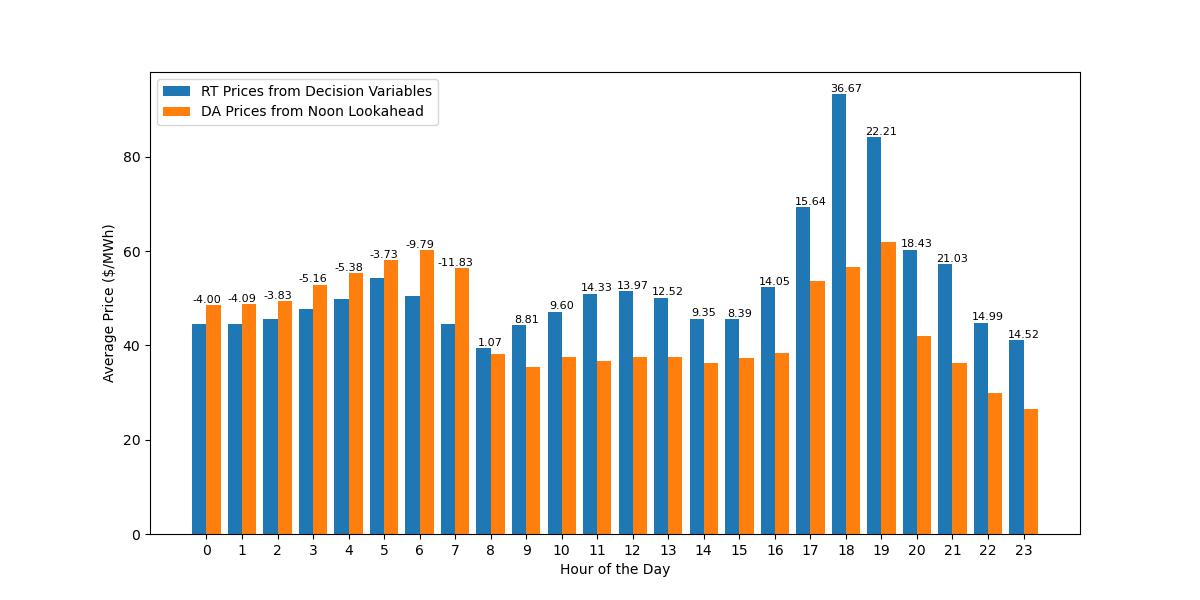 RT Prices from Decision Variables
DA Prices from Noon Lookahead
Average Price ($/MWh)
80
60
40
20
0
-4.00 -4.09 -3.83 -5.16 -5.38 -3.73 -9.79 -11.83 1.07 8.81 9.60 14.33 13.97 12.52 9.35 8.39 14.05 15.64 36.67 22.21 18.43 21.03 14.99 14.52
0 1 2 3 4 5 6 7 8 9 10 11 12 13 14 15 16 17 18 19 20 21 22 23
Hour of the Day